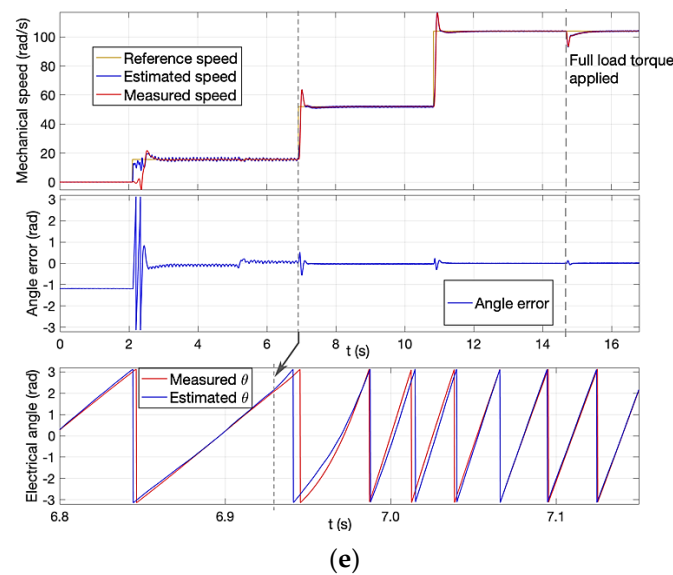 100
80
60
40
20
0
Mechanical speed (rad/s)
Reference speed
Estimated speed
Measured speed
Full load torque
applied
3
2
1
0
-1
-2
-3
Angle error (rad)
Angle error
0 2 4 6 8 10 12 14 16
t (s)
3
2
1
0
-1
-2
-3
Electrical angle (rad)
Measured θ
Estimated θ
6.8 6.9 7.0 7.1
t (s)
(e)